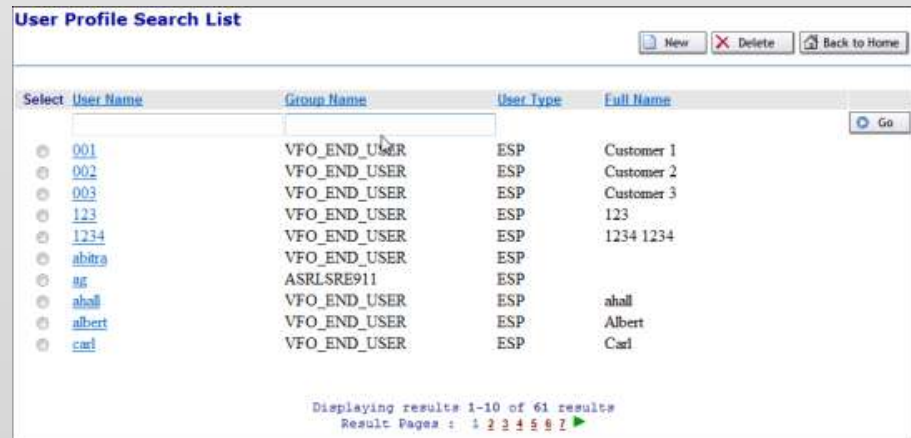 User Profile Search List
New Delete Back to Home
Select User Name Group Name User Type Full Name
Go
001 VFO_END_USER ESP Customer 1
002 VFO_END_USER ESP Customer 2
003 VFO_END_USER ESP Customer 3
123 VFO_END_USER ESP 123
1234 VFO_END_USER ESP 1234 1234
abitra VFO_END_USER ESP
ag ASRLSRE911 ESP
ahall VFO_END_USER ESP ahall
albert VFO_END_USER ESP Albert
carl VFO_END_USER ESP Carl
Displaying results 1-10 of 61 results
Result Pages : 1 2 3 4 5 6 7